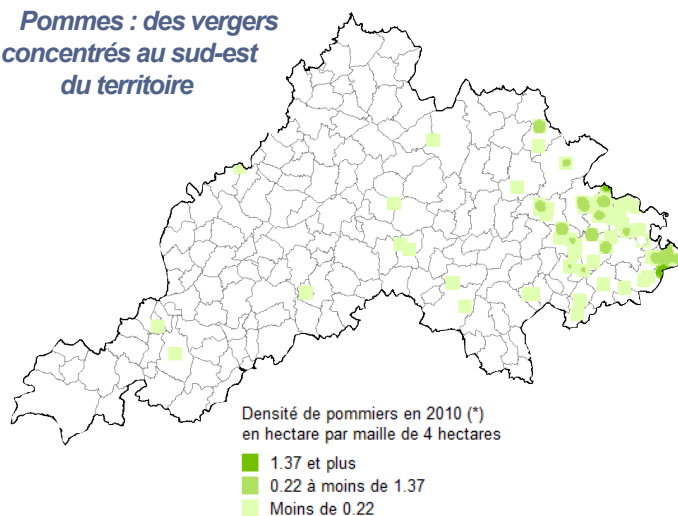 Pommes : des vergers
concentrés au sud-est
du territoire
Densité de pommiers en 2010 (*)
en hectare par maille de 4 hectares
1.37 et plus
0.22 à moins de 1.37
Moins de 0.22